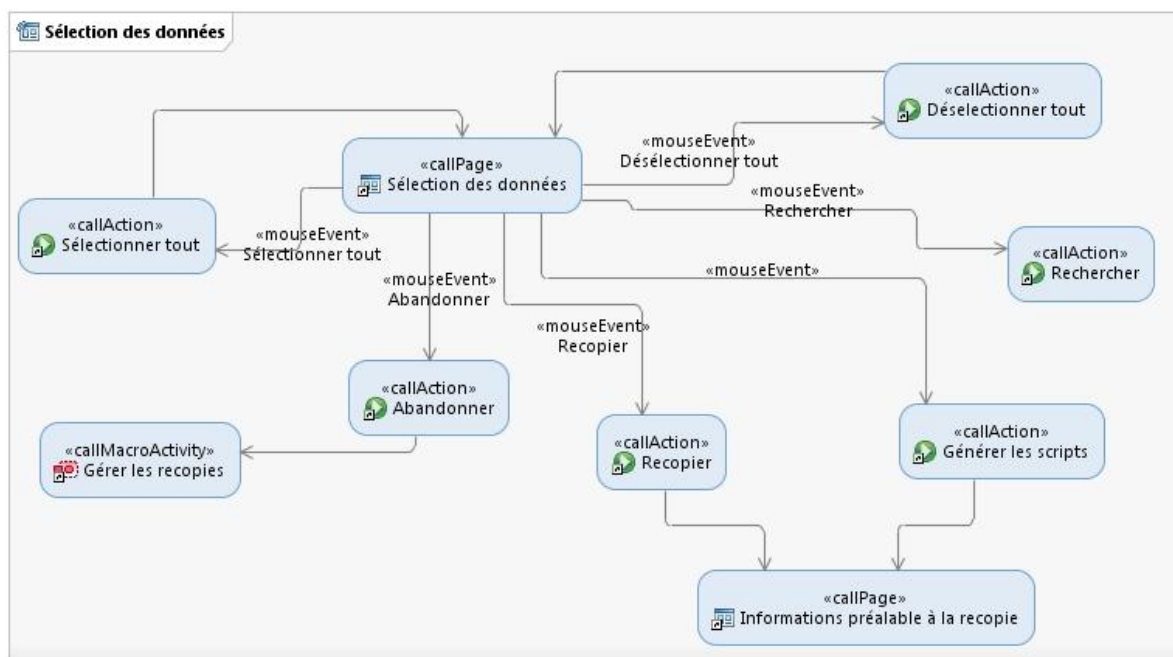 Sélection des données
«callAction»
Déselectionner tout
«mouseEvent»
Désélectionner tout
«callPage»
Sélection des données
«mouseEvent»
Rechercher
«callAction»
Sélectionner tout
«mouseEvent»
Sélectionner tout
«callAction»
Rechercher
«mouseEvent»
Abandonner
«mouseEvent»
«mouseEvent»
Recopier
«callAction»
Abandonner
«callMacroActivity»
Gérer les recopies
«callAction»
Recopier
«callAction»
Générer les scripts
«callPage»
Informations préalable à la recopie